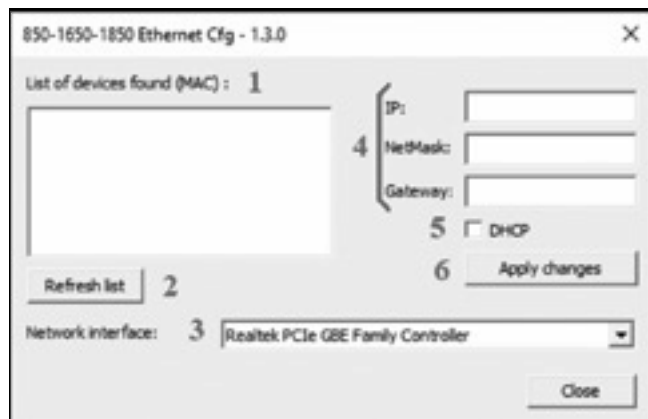 850-1650-1850 Ethernet Cfg - 1.3.0
List of devices found (MAC) : 1
IP:
4 NetMask:
Gateway:
5 DHCP
6 Apply changes
Refresh list 2
Network interface: 3 Realtek PCIe GBE Family Controller
Close